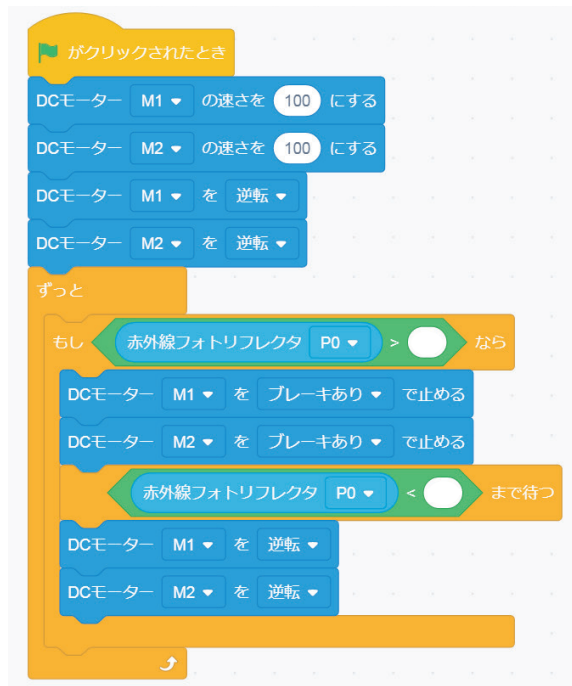 がクリックされたとき
DCモーター M1 の速さを 100 にする
DCモーター M2 の速さを 100 にする
DCモーター M1 を 逆転
DCモーター M2 を 逆転
ずっと
もし 赤外線フォトリフレクタ P0 > なら
DCモーター M1 を ブレーキあり で止める
DCモーター M2 を ブレーキあり で止める
赤外線フォトリフレクタ P0 < まで待つ
DCモーター M1 を 逆転
DCモーター M2 を 逆転